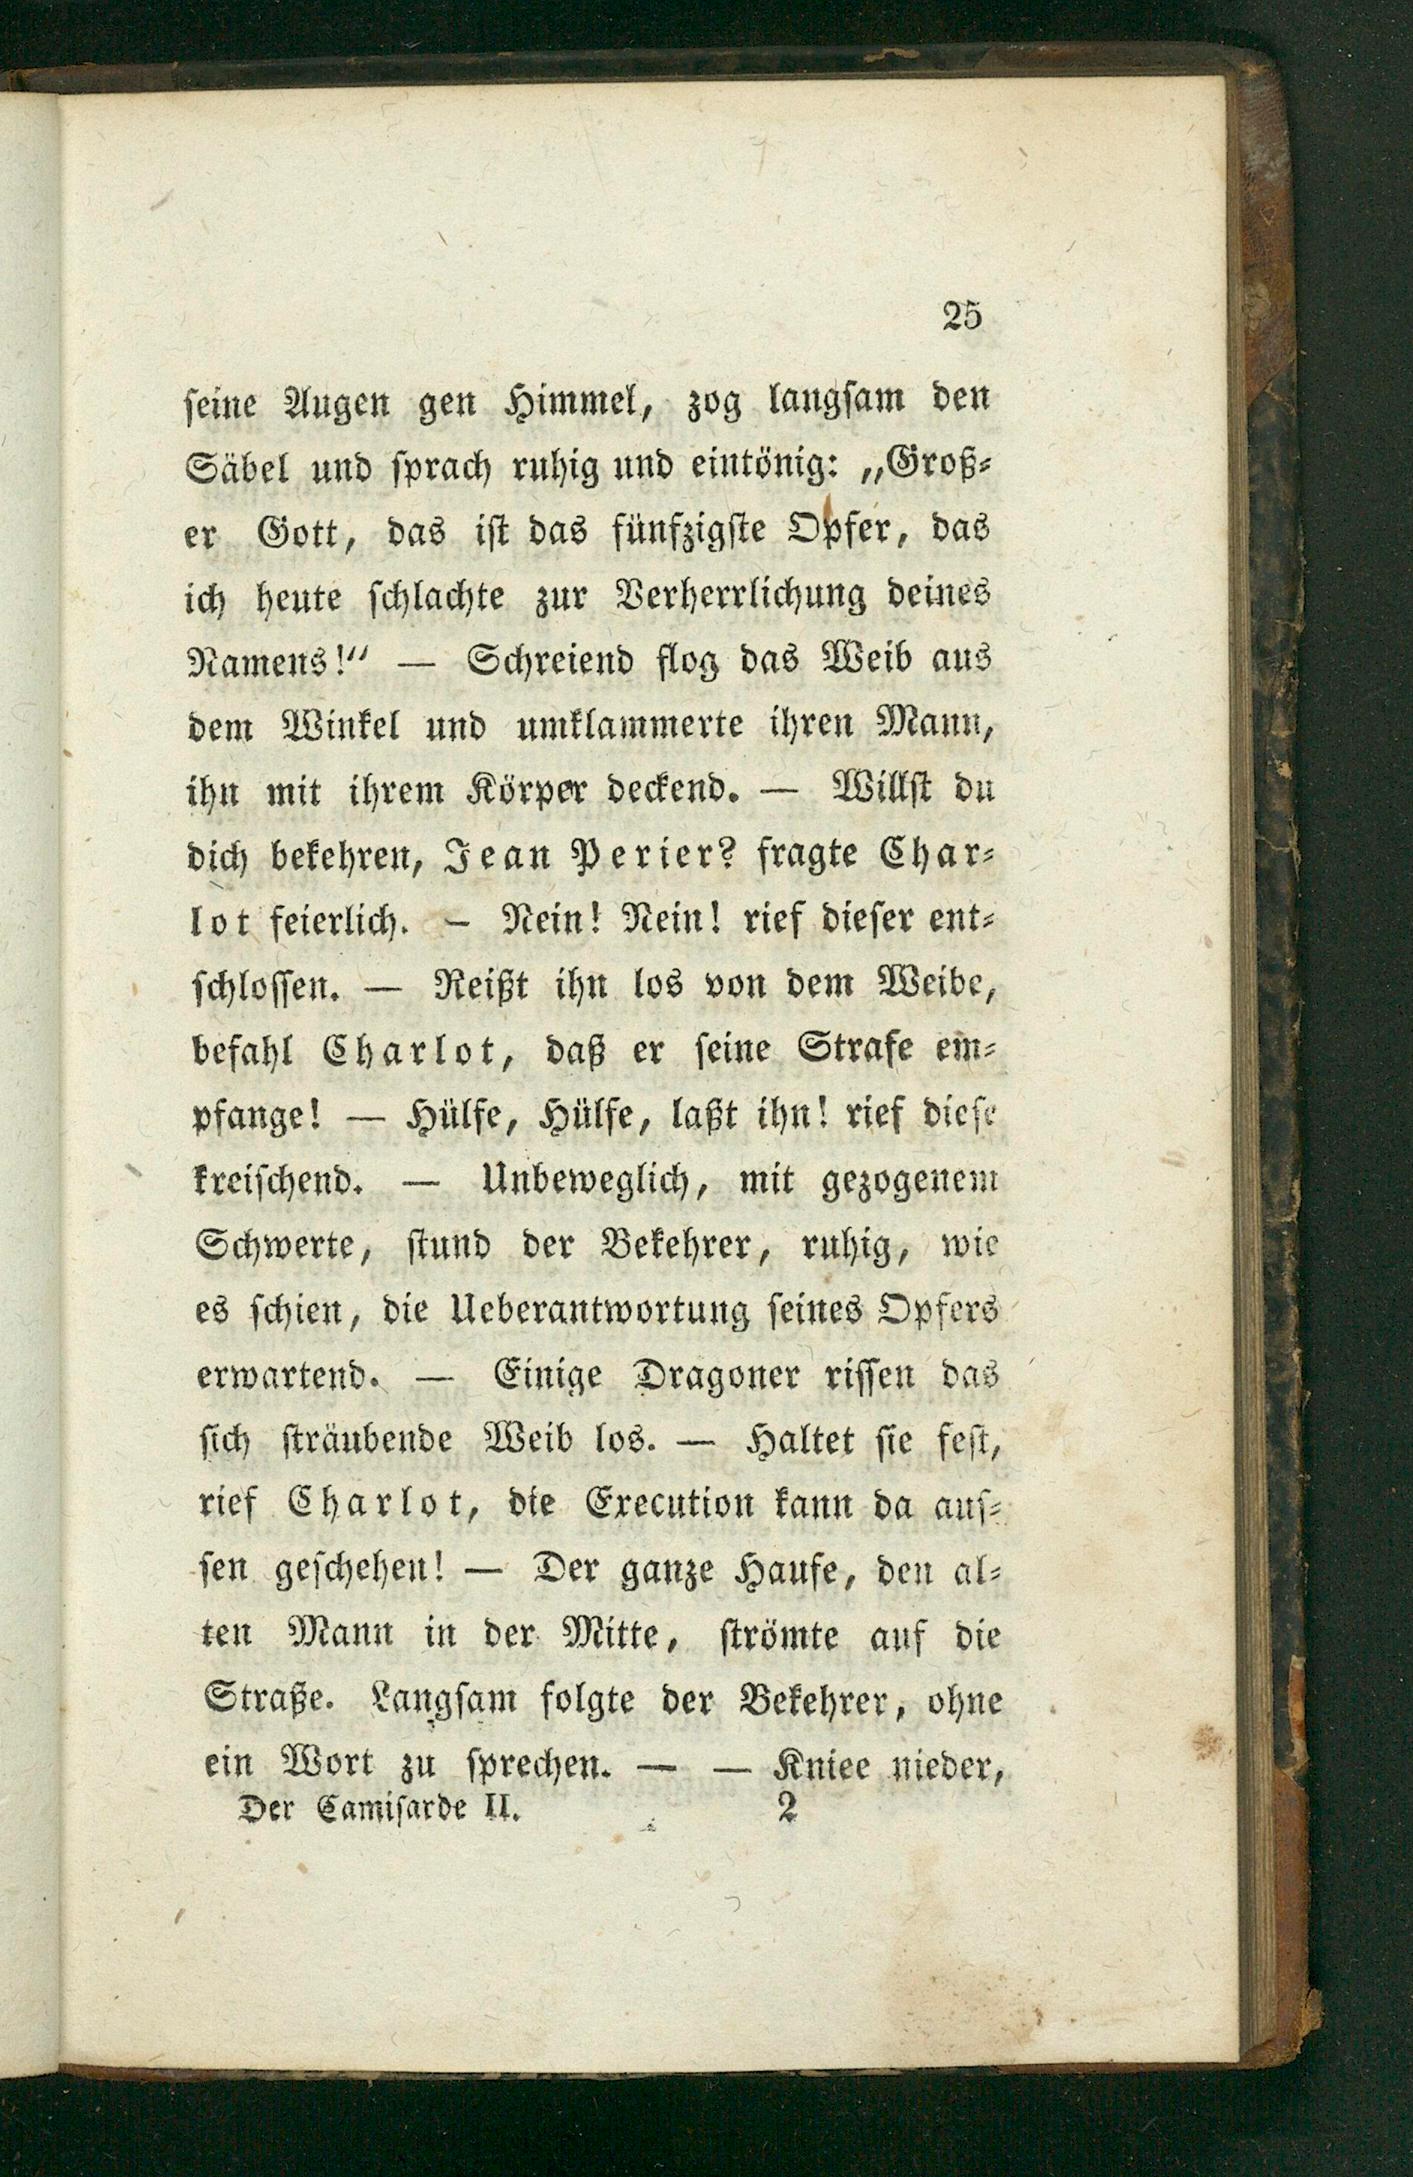 25
seine Augen gen Himmel, zog langsam den
Säbel und sprach ruhig und eintönig: „Groß-
er Gott, das ist das fünfzigste Opfer, das
ich heute schlachte zur Verherrlichung deines
Namens!“ — Schreiend flog das Weib aus
dem Winkel und umklammerte ihren Mann,
ihn mit ihrem Körper deckend. — Willst du
dich bekehren, Jean Perier? fragte Char-
lot feierlich. – Nein! Nein! rief dieser ent-
schlossen. — Reißt ihn los von dem Weibe,
befahl Charlot, daß er seine Strafe em-
pfange! — Hülfe, Hülfe, laßt ihn! rief diese
kreischend. — Unbeweglich, mit gezogenem
Schwerte, stund der Bekehrer, ruhig, wie
es schien, die Ueberantwortung seines Opfers
erwartend. — Einige Dragoner rissen das
sich sträubende Weib los. — Haltet sie fest,
rief Charlot, die Execution kann da aus-
sen geschehen! — Der ganze Haufe, den al-
ten Mann in der Mitte, strömte auf die
Straße. Langsam folgte der Bekehrer, ohne
ein Wort zu sprechen. — — Kniee nieder,
Der Camisarde II. 2